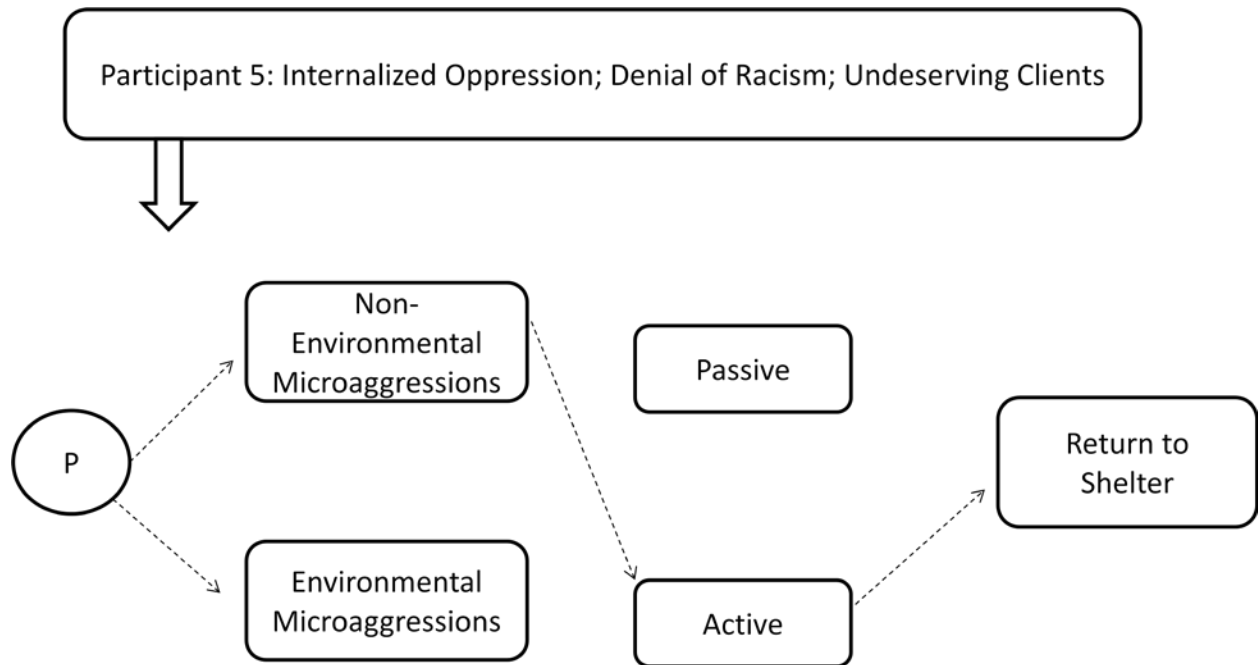 Participant 5: Internalized Oppression; Denial of Racism; Undeserving Clients
Non-
Environmental
Microaggressions
Passive
P
Return to
Shelter
Environmental
Microaggressions
Active